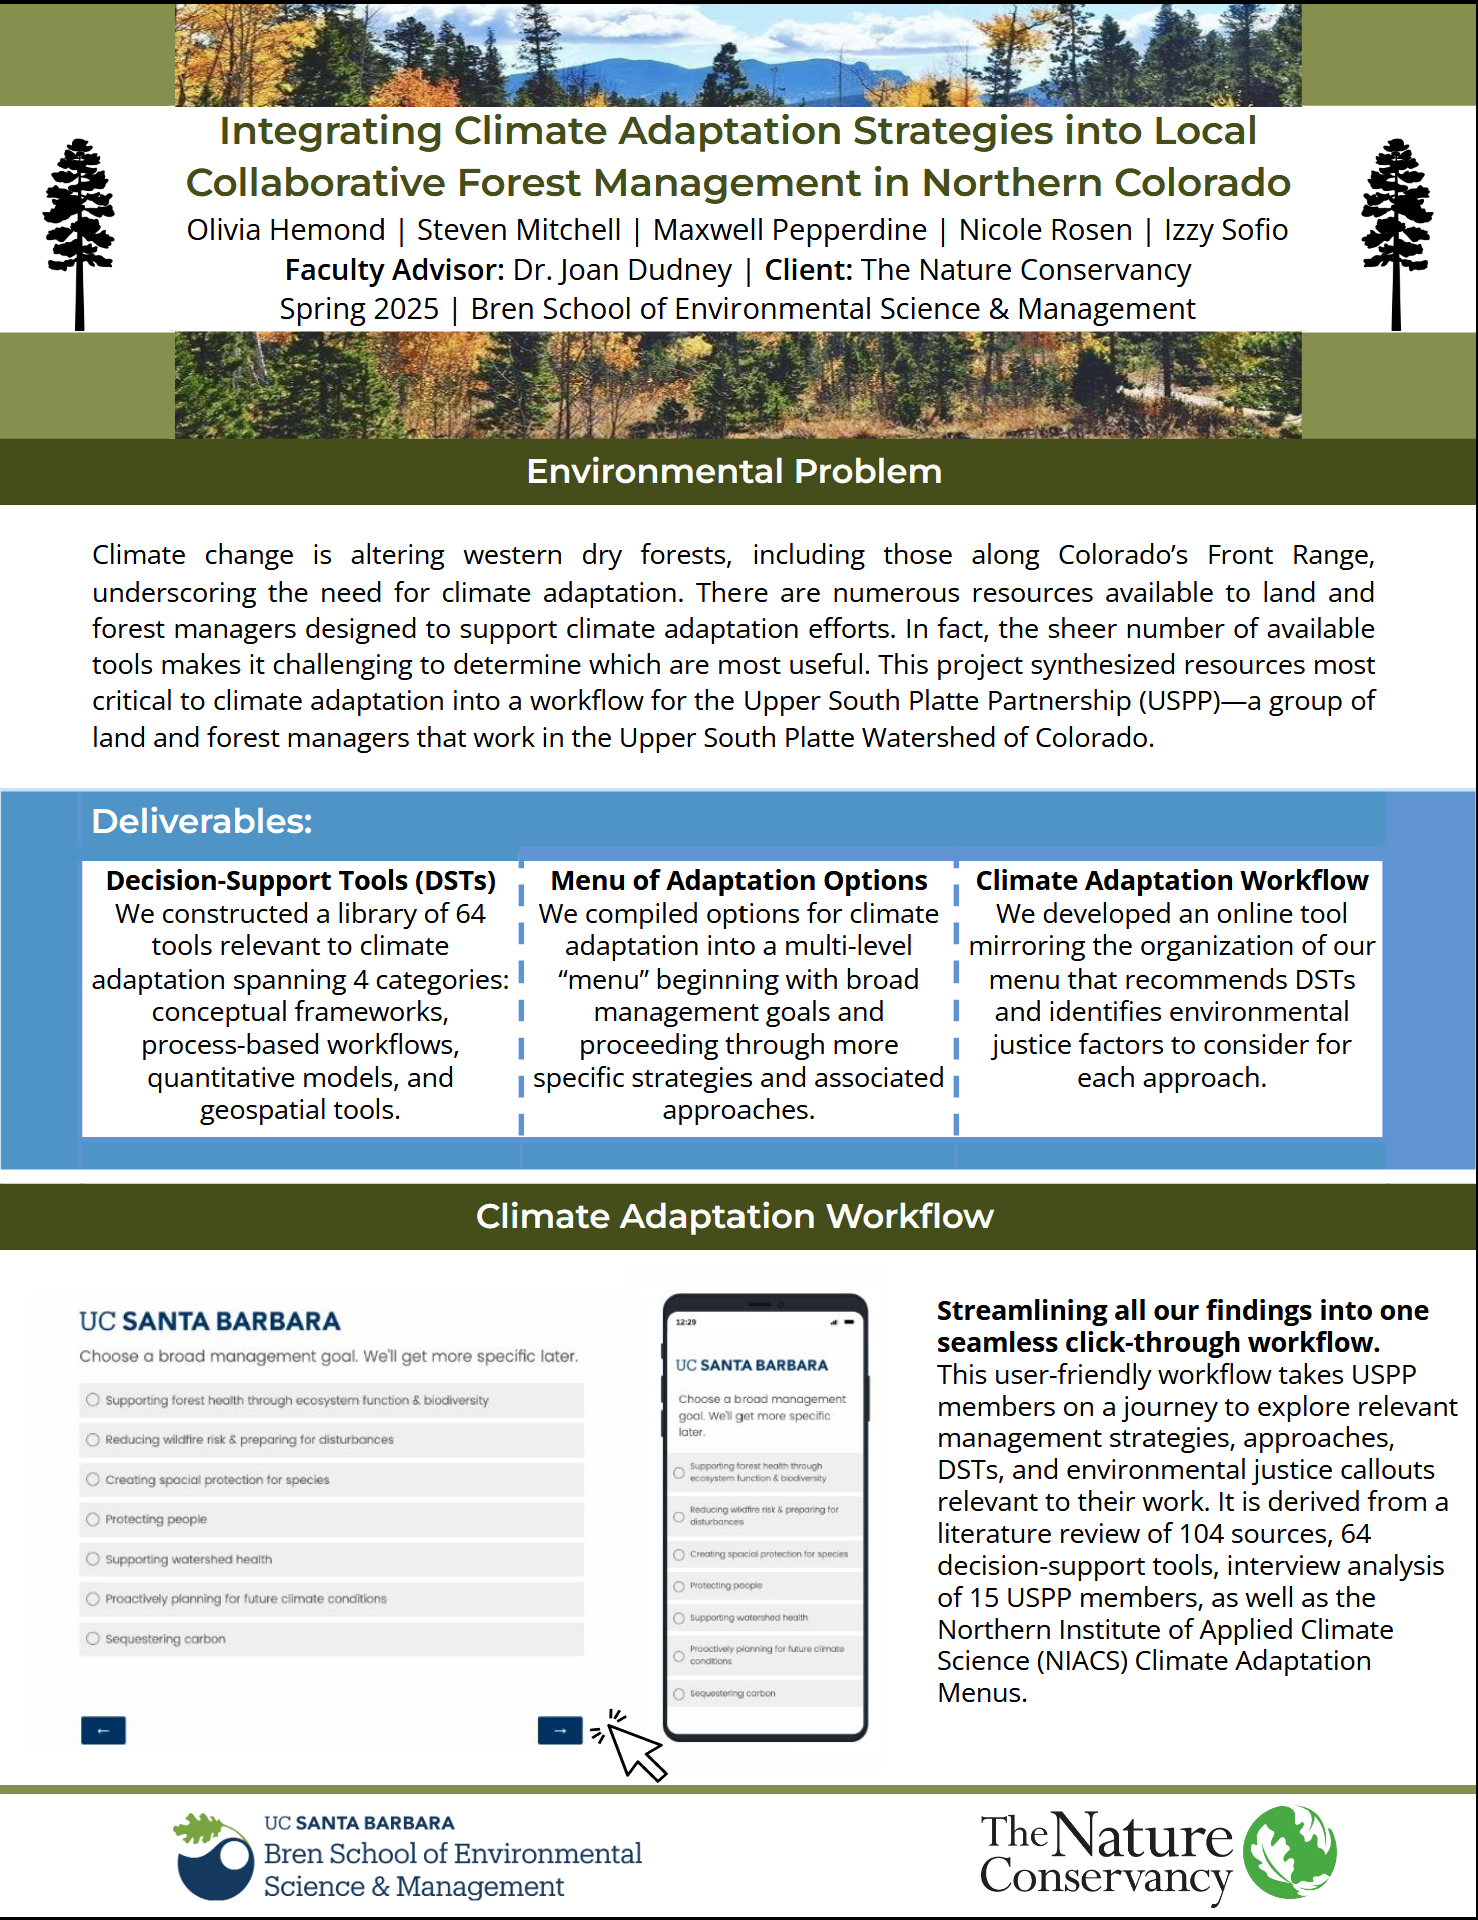 Integrating Climate Adaptation Strategies into Local
Collaborative Forest Management in Northern Colorado
Olivia Hemond | Steven Mitchell | Maxwell Pepperdine | Nicole Rosen | Izzy Sofio
Faculty Advisor: Dr. Joan Dudney | Client: The Nature Conservancy
Spring 2025 | Bren School of Environmental Science & Management
Environmental Problem
Climate change is altering western dry forests, including those along Colorado’s Front Range,
underscoring the need for climate adaptation. There are numerous resources available to land and
forest managers designed to support climate adaptation efforts. In fact, the sheer number of available
tools makes it challenging to determine which are most useful. This project synthesized resources most
critical to climate adaptation into a workflow for the Upper South Platte Partnership (USPP)—a group of
land and forest managers that work in the Upper South Platte Watershed of Colorado.
Deliverables:
Decision-Support Tools (DSTs)
We constructed a library of 64
tools relevant to climate
adaptation spanning 4 categories:
conceptual frameworks,
process-based workflows,
quantitative models, and
geospatial tools.
Menu of Adaptation Options
We compiled options for climate
adaptation into a multi-level
“menu” beginning with broad
management goals and
proceeding through more
specific strategies and associated
approaches.
Climate Adaptation Workflow
We developed an online tool
mirroring the organization of our
menu that recommends DSTs
and identifies environmental
justice factors to consider for
each approach.
Climate Adaptation Workflow
UC SANTA BARBARA
Choose a broad management goal. We'll get more specific later.
Supporting forest health through ecosystem function & biodiversity
Reducing wildfire risk & preparing for disturbances
Creating spacial protection for species
Protecting people
Supporting watershed health
Proactively planning for future climate conditions
Sequestering carbon
←
→
12:29
UC SANTA BARBARA
Choose a broad management
goal. We'll get more specific
later.
Supporting forest health through
ecosystem function & biodiversity
Reducing wildfire risk & preparing for
disturbances
Creating spacial protection for species
Protecting people
Supporting watershed health
Proactively planning for future climate
conditions
Sequestering carbon
Streamlining all our findings into one
seamless click-through workflow.
This user-friendly workflow takes USPP
members on a journey to explore relevant
management strategies, approaches,
DSTs, and environmental justice callouts
relevant to their work. It is derived from a
literature review of 104 sources, 64
decision-support tools, interview analysis
of 15 USPP members, as well as the
Northern Institute of Applied Climate
Science (NIACS) Climate Adaptation
Menus.
UC SANTA BARBARA
Bren School of Environmental
Science & Management
The Nature
Conservancy